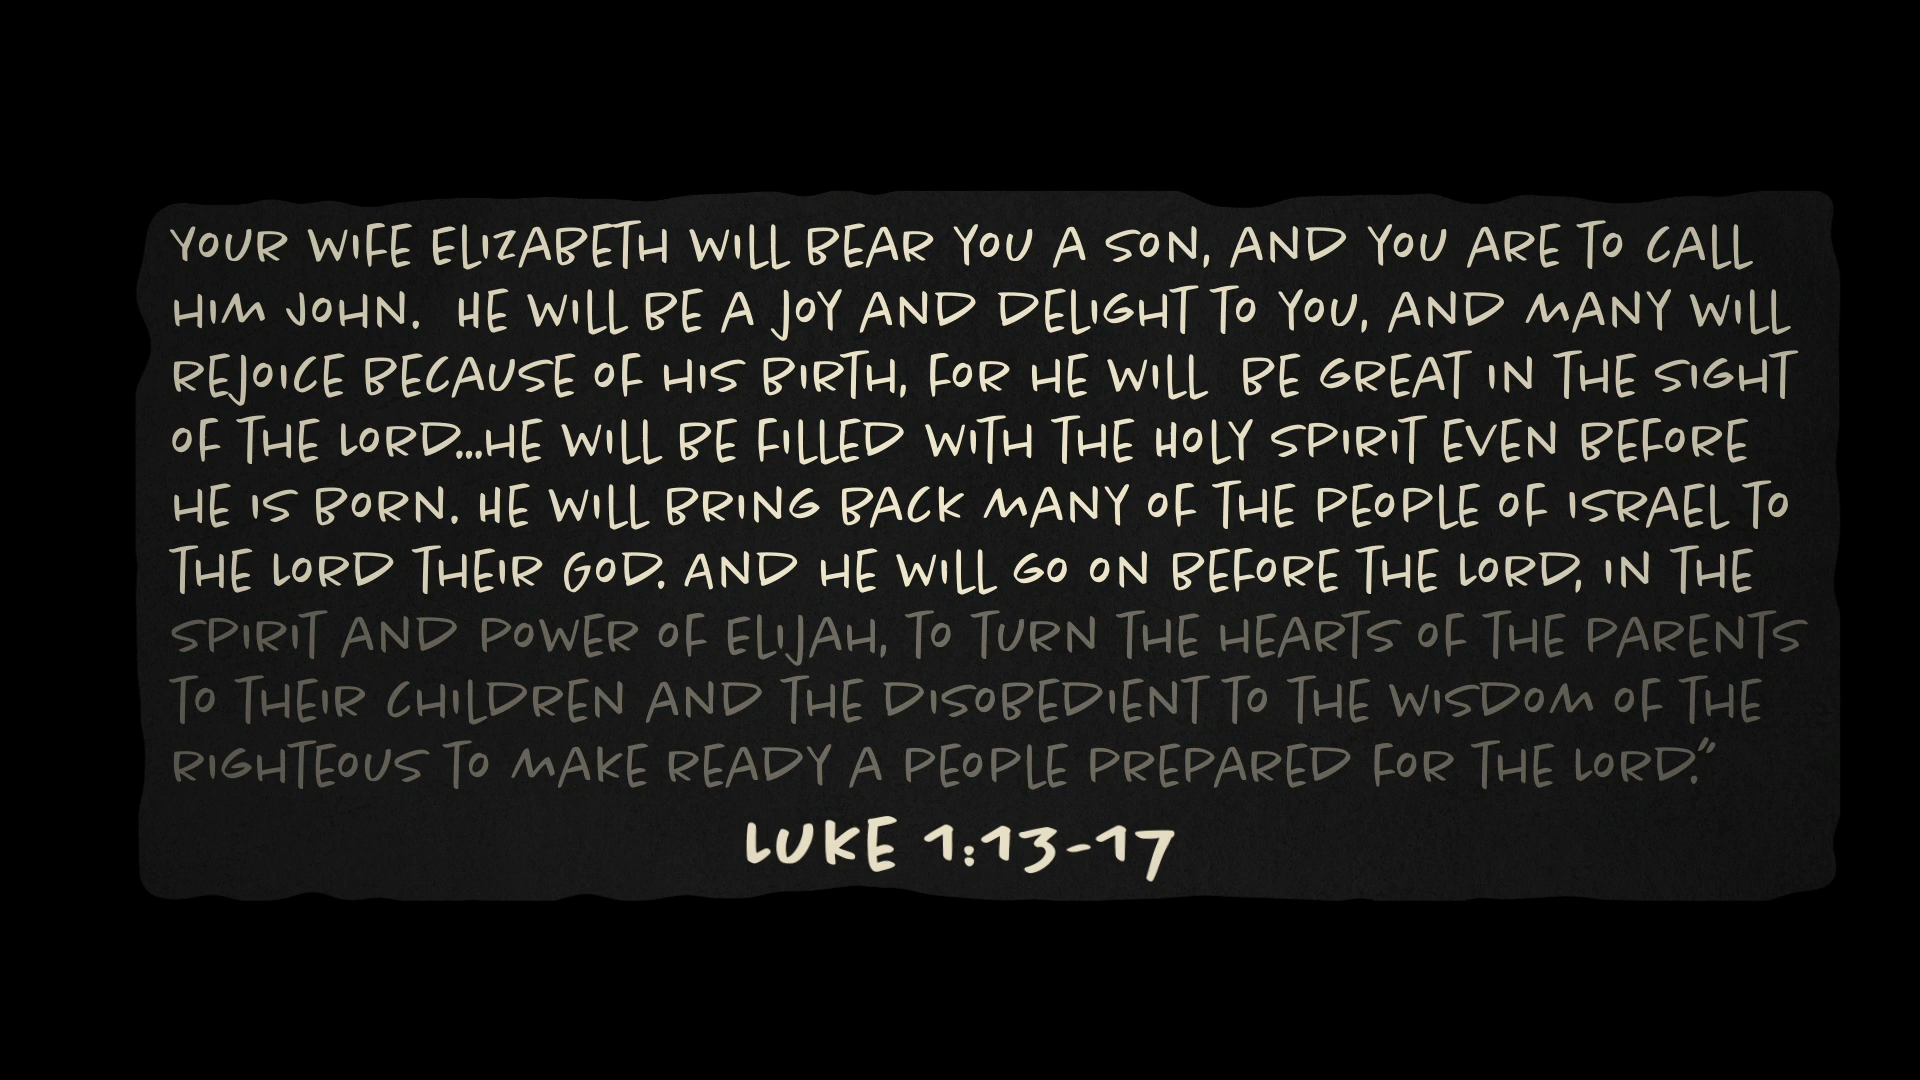 YOUR WIFE ELIZABETH WILL BEAR YOU A SON, AND YOU ARE TO CALL
HIM JOHN.  HE WILL BE A JOY AND DELIGHT TO YOU, AND MANY WILL
REJOICE BECAUSE OF HIS BIRTH, FOR HE WILL  BE GREAT IN THE SIGHT
OF THE LORD...HE WILL BE FILLED WITH THE HOLY SPIRIT EVEN BEFORE
HE IS BORN. HE WILL BRING BACK MANY OF THE PEOPLE OF ISRAEL TO
THE LORD THEIR GOD. AND HE WILL GO ON BEFORE THE LORD, IN THE
SPIRIT AND POWER OF ELIJAH, TO TURN THE HEARTS OF THE PARENTS
TO THEIR CHILDREN AND THE DISOBEDIENT TO THE WISDOM OF THE
RIGHTEOUS TO MAKE READY A PEOPLE PREPARED FOR THE LORD.”
LUKE 1:13-17